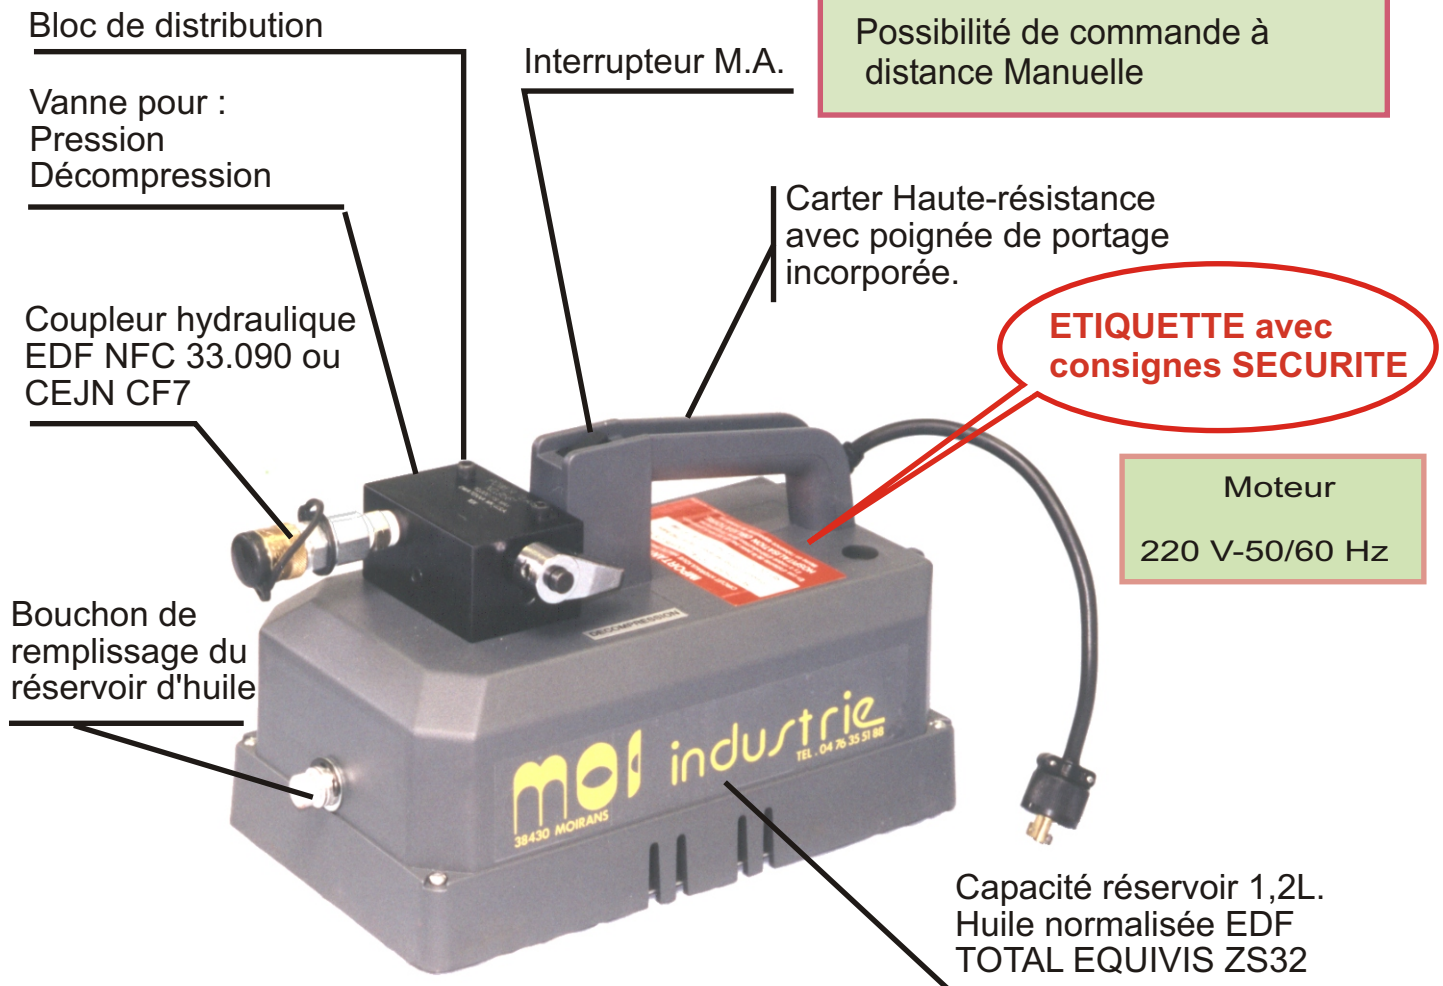 Bloc de distribution
Interrupteur M.A.
Possibilité de commande à
distance Manuelle
Vanne pour :
Pression
Décompression
Carter Haute-résistance
avec poignée de portage
incorporée.
Coupleur hydraulique
EDF NFC 33.090 ou
CEJN CF7
ETIQUETTE avec
consignes SECURITE
Moteur
220 V-50/60 Hz
Bouchon de
remplissage du
réservoir d'huile
DECOMPRESSION
moi industrie
TEL . 04 76 35 51 88
38430 MOIRANS
Capacité réservoir 1,2L.
Huile normalisée EDF
TOTAL EQUIVIS ZS32